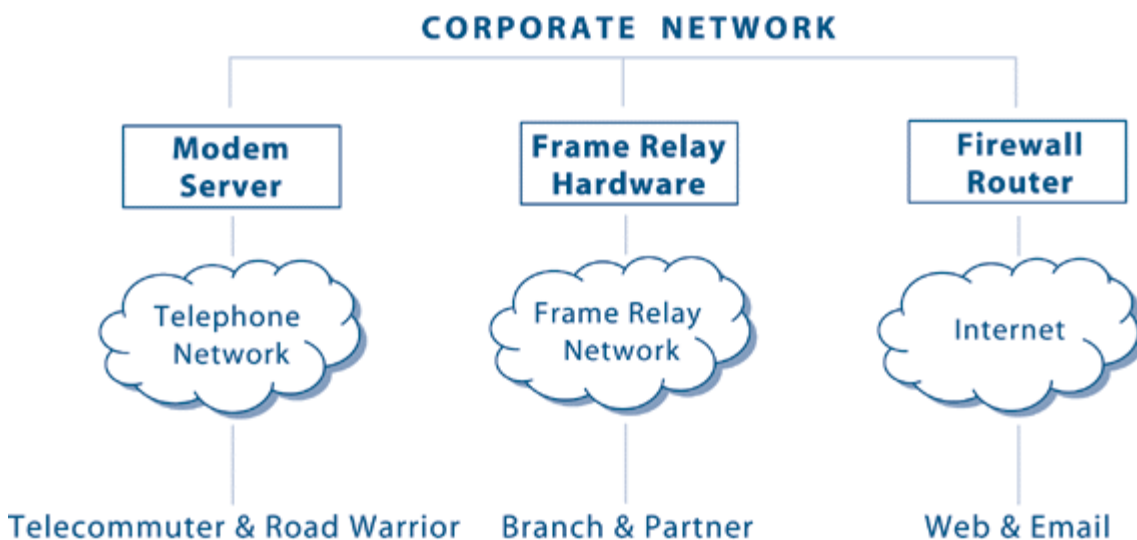 CORPORATE NETWORK
Modem
Server
Frame Relay
Hardware
Firewall
Router
Telephone
Network
Frame Relay
Network
Internet
Telecommuter & Road Warrior
Branch & Partner
Web & Email